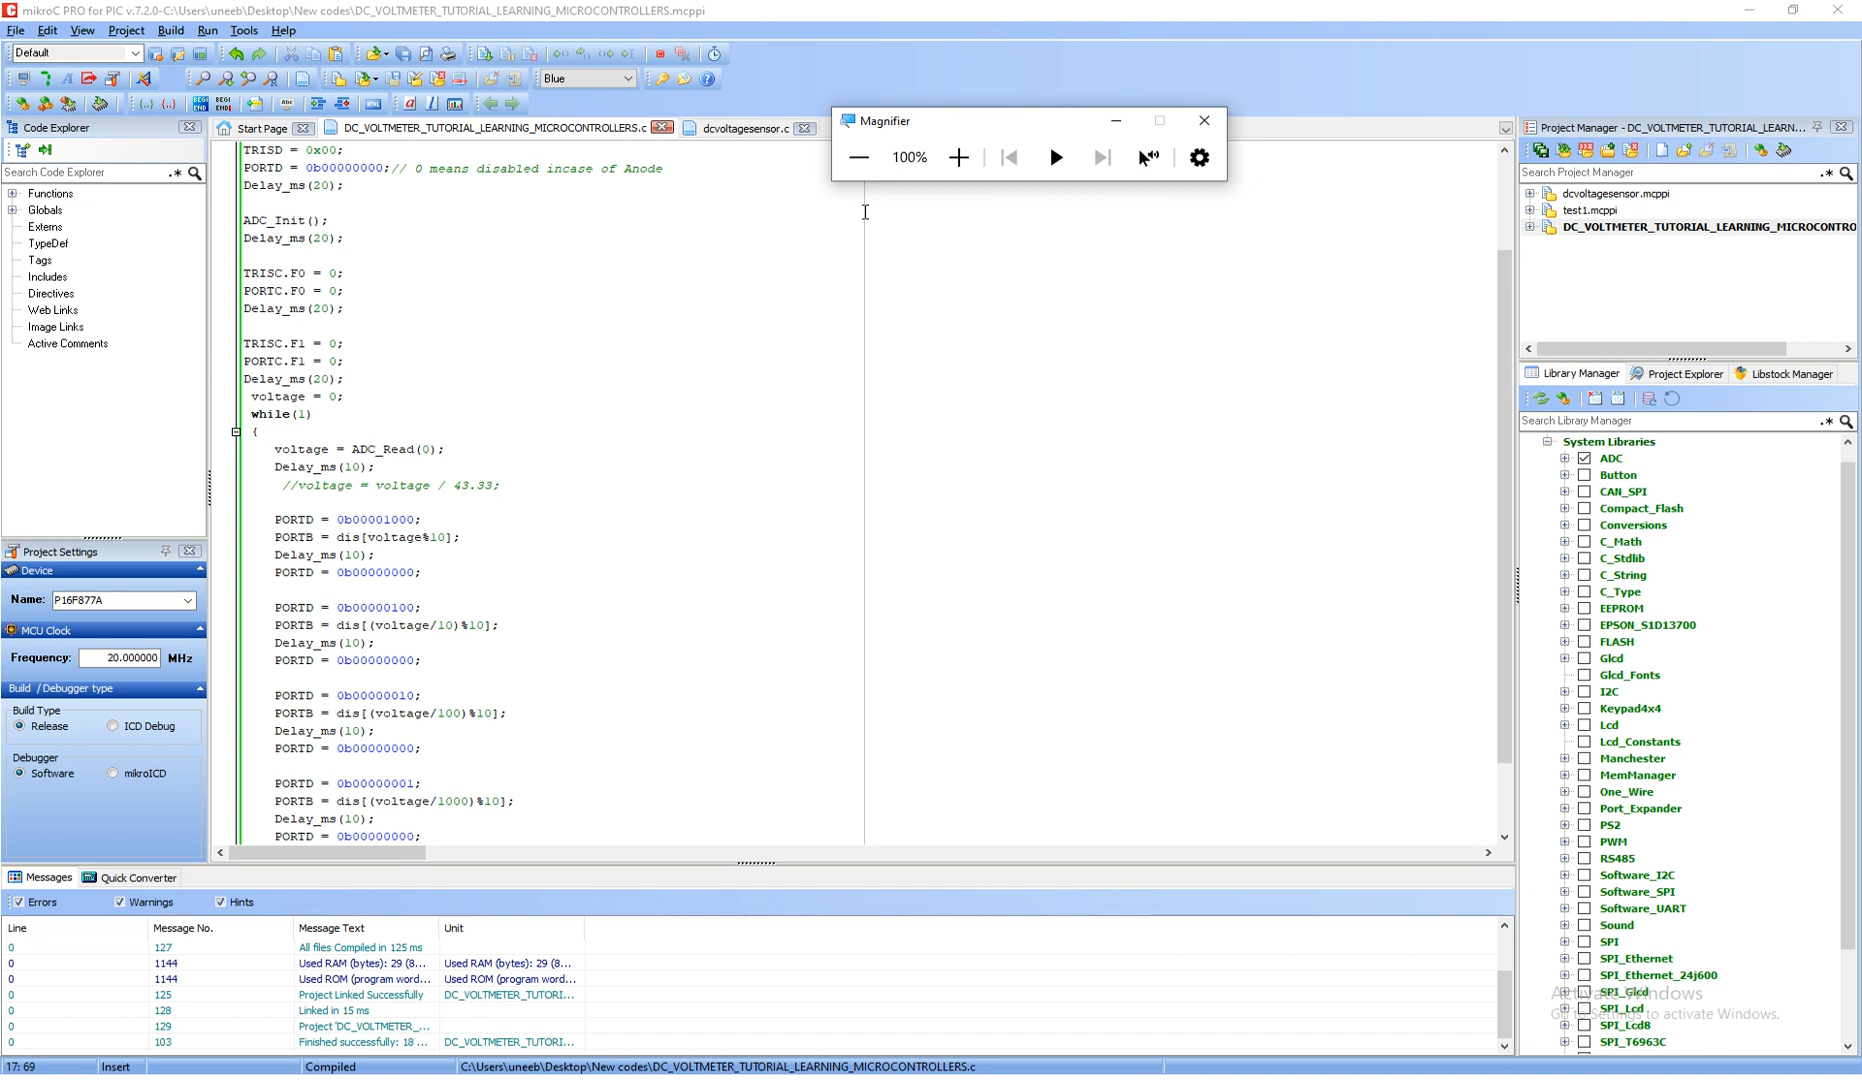 mikroC PRO for PIC v.7.2.0-C:\Users\uneeb\Desktop\New codes\DC_VOLTMETER_TUTORIAL_LEARNING_MICROCONTROLLERS.mcppi
File Edit View Project Build Run Tools Help
Default
Blue
Code Explorer
Search Code Explorer
Functions
Globals
Externs
TypeDef
Tags
Includes
Directives
Web Links
Image Links
Active Comments
Project Settings
Device
Name: P16F877A
MCU Clock
Frequency: 20.000000 MHz
Build / Debugger type
Build Type
Release ICD Debug
Debugger
Software mikroICD
Start Page DC_VOLTMETER_TUTORIAL_LEARNING_MICROCONTROLLERS.c dcvoltagesensor.c
Magnifier
100%
TRISD = 0x00;
PORTD = 0b00000000;// 0 means disabled incase of Anode
Delay_ms(20);
ADC_Init();
Delay_ms(20);
TRISC.F0 = 0;
PORTC.F0 = 0;
Delay_ms(20);
TRISC.F1 = 0;
PORTC.F1 = 0;
Delay_ms(20);
voltage = 0;
while(1)
{
voltage = ADC_Read(0);
Delay_ms(10);
//voltage = voltage / 43.33;
PORTD = 0b00001000;
PORTB = dis[voltage%10];
Delay_ms(10);
PORTD = 0b00000000;
PORTD = 0b00000100;
PORTB = dis[(voltage/10)%10];
Delay_ms(10);
PORTD = 0b00000000;
PORTD = 0b00000010;
PORTB = dis[(voltage/100)%10];
Delay_ms(10);
PORTD = 0b00000000;
PORTD = 0b00000001;
PORTB = dis[(voltage/1000)%10];
Delay_ms(10);
PORTD = 0b00000000;
Project Manager - DC_VOLTMETER_TUTORIAL_LEARN...
Search Project Manager
dcvoltagesensor.mcppi
test1.mcppi
DC_VOLTMETER_TUTORIAL_LEARNING_MICROCONTRO
Library Manager Project Explorer Libstock Manager
Search Library Manager
System Libraries
ADC
Button
CAN_SPI
Compact_Flash
Conversions
C_Math
C_Stdlib
C_String
C_Type
EEPROM
EPSON_S1D13700
FLASH
Glcd
Glcd_Fonts
I2C
Keypad4x4
Lcd
Lcd_Constants
Manchester
MemManager
One_Wire
Port_Expander
PS2
PWM
RS485
Software_I2C
Software_SPI
Software_UART
Sound
SPI
SPI_Ethernet
SPI_Ethernet_24j600
SPI_Glcd
SPI_Lcd
SPI_Lcd8
SPI_T6963C
Activate Windows
Go to Settings to activate Windows.
Messages Quick Converter
Errors Warnings Hints
Line Message No. Message Text Unit
0 127 All files Compiled in 125 ms
0 1144 Used RAM (bytes): 29 (8... Used RAM (bytes): 29 (8...
0 1144 Used ROM (program word... Used ROM (program word...
0 125 Project Linked Successfully DC_VOLTMETER_TUTORI...
0 128 Linked in 15 ms
0 129 Project 'DC_VOLTMETER_...
0 103 Finished successfully: 18 ... DC_VOLTMETER_TUTORI...
17: 69 Insert Compiled C:\Users\uneeb\Desktop\New codes\DC_VOLTMETER_TUTORIAL_LEARNING_MICROCONTROLLERS.c